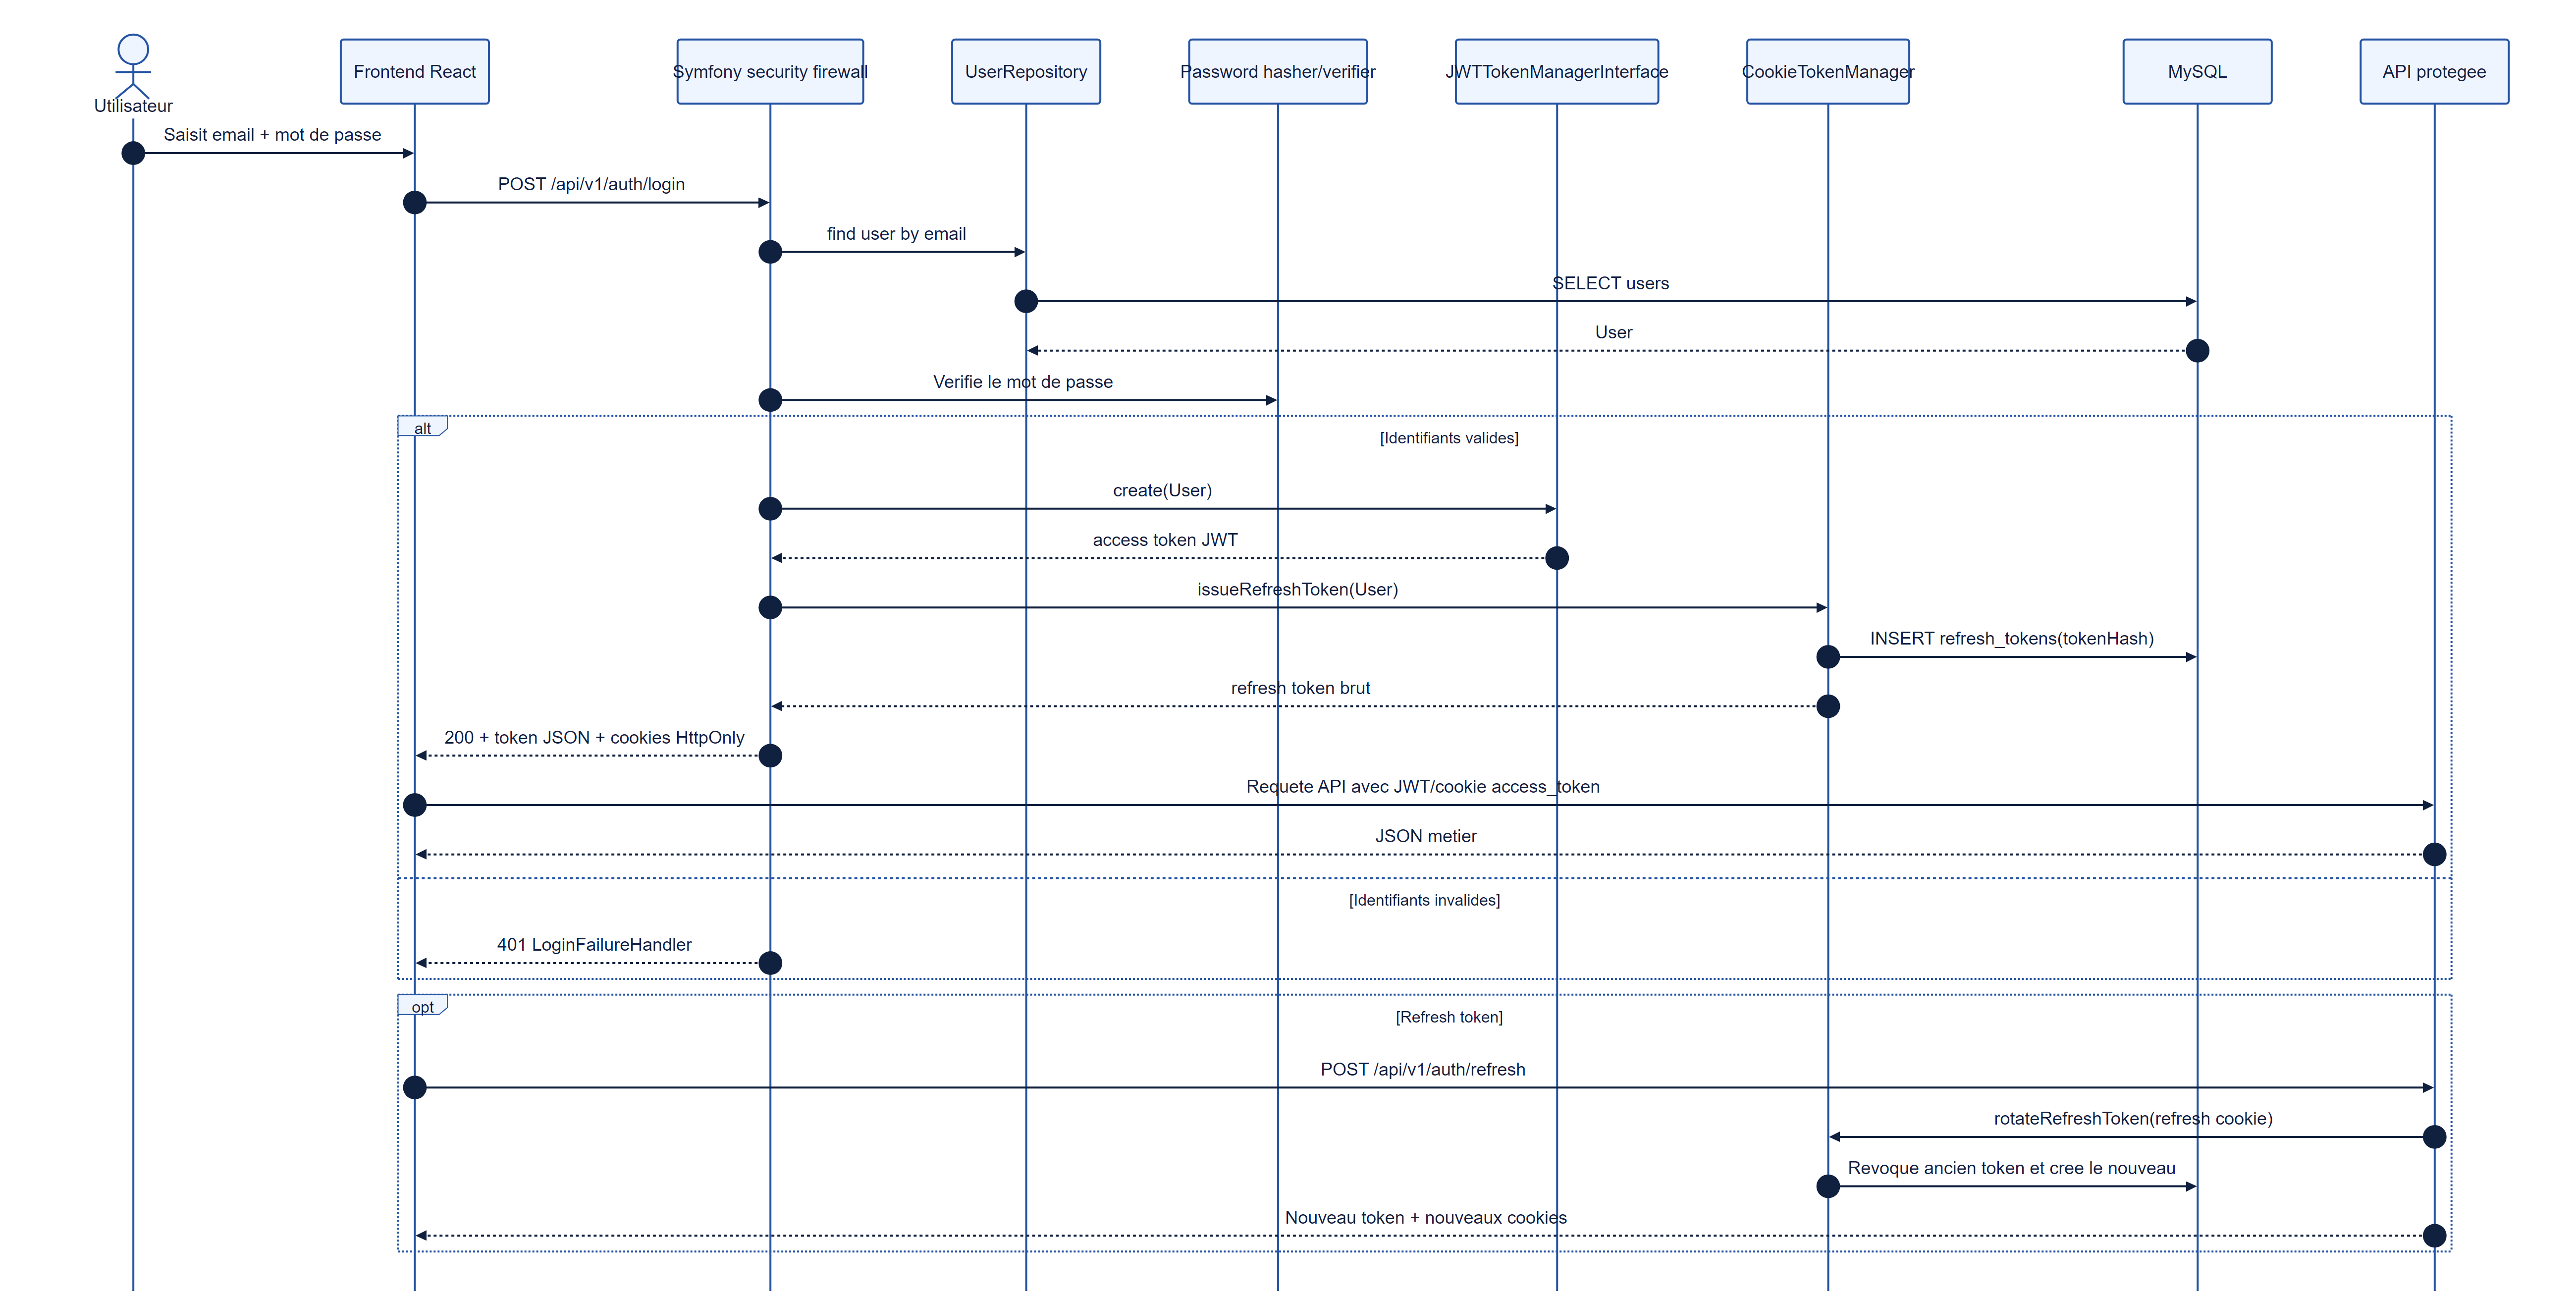 Utilisateur
Frontend React
Symfony security firewall
UserRepository
Password hasher/verifier
JWTTokenManagerInterface
CookieTokenManager
MySQL
API protegee
Saisit email + mot de passe
POST /api/v1/auth/login
find user by email
SELECT users
User
Verifie le mot de passe
alt
[Identifiants valides]
create(User)
access token JWT
issueRefreshToken(User)
INSERT refresh_tokens(tokenHash)
refresh token brut
200 + token JSON + cookies HttpOnly
Requete API avec JWT/cookie access_token
JSON metier
[Identifiants invalides]
401 LoginFailureHandler
opt
[Refresh token]
POST /api/v1/auth/refresh
rotateRefreshToken(refresh cookie)
Revoque ancien token et cree le nouveau
Nouveau token + nouveaux cookies